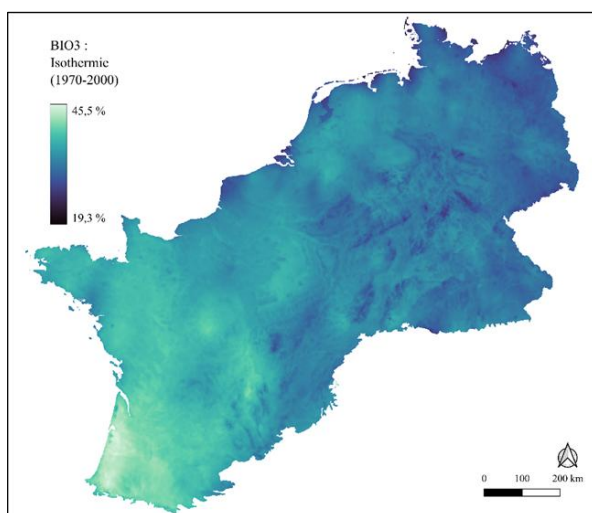 BIO3 :
Isothermie
(1970-2000)
45,5 %
19,3 %
0 100 200 km